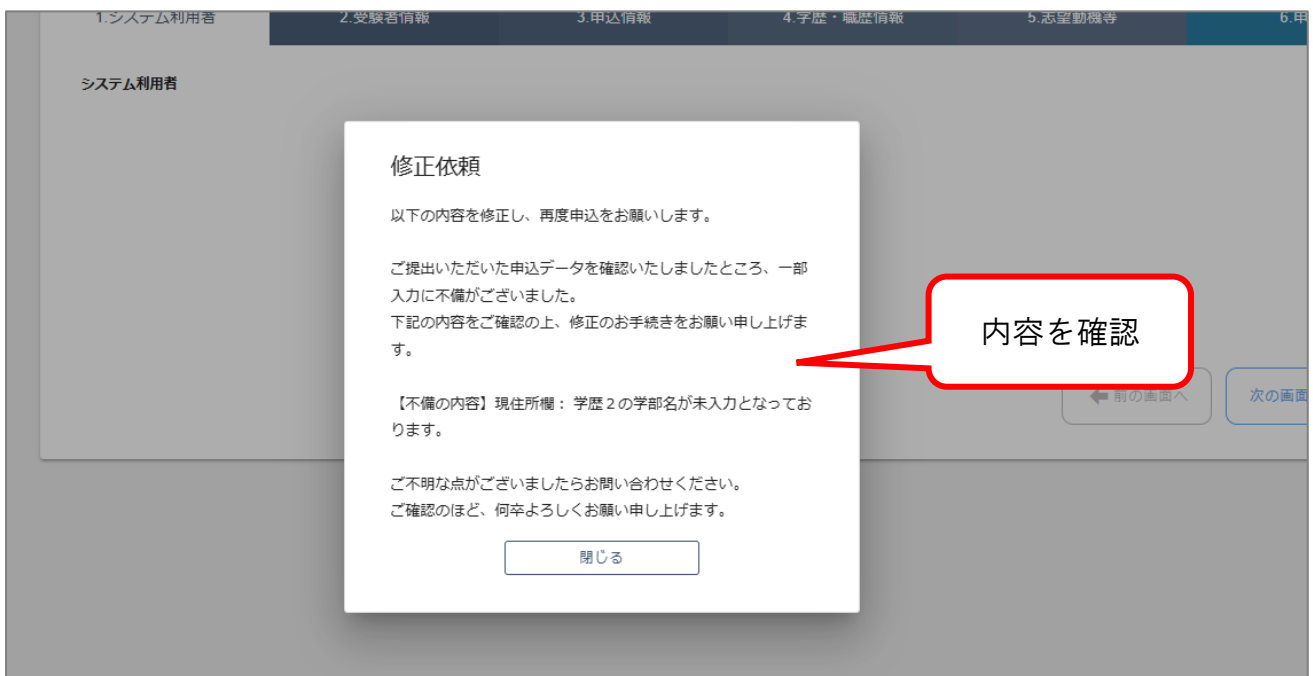 1.システム利用者
2.受験者情報
3.申込情報
4.学歴・職歴情報
5.志望動機等
6.申
システム利用者
修正依頼
以下の内容を修正し、再度申込をお願いします。
ご提出いただいた申込データを確認いたしましたところ、一部
入力に不備がございました。
下記の内容をご確認の上、修正のお手続きをお願い申し上げま
す。
【不備の内容】現住所欄： 学歴２の学部名が未入力となってお
ります。
ご不明な点がございましたらお問い合わせください。
ご確認のほど、何卒よろしくお願い申し上げます。
閉じる
内容を確認
前の画面へ
次の画面